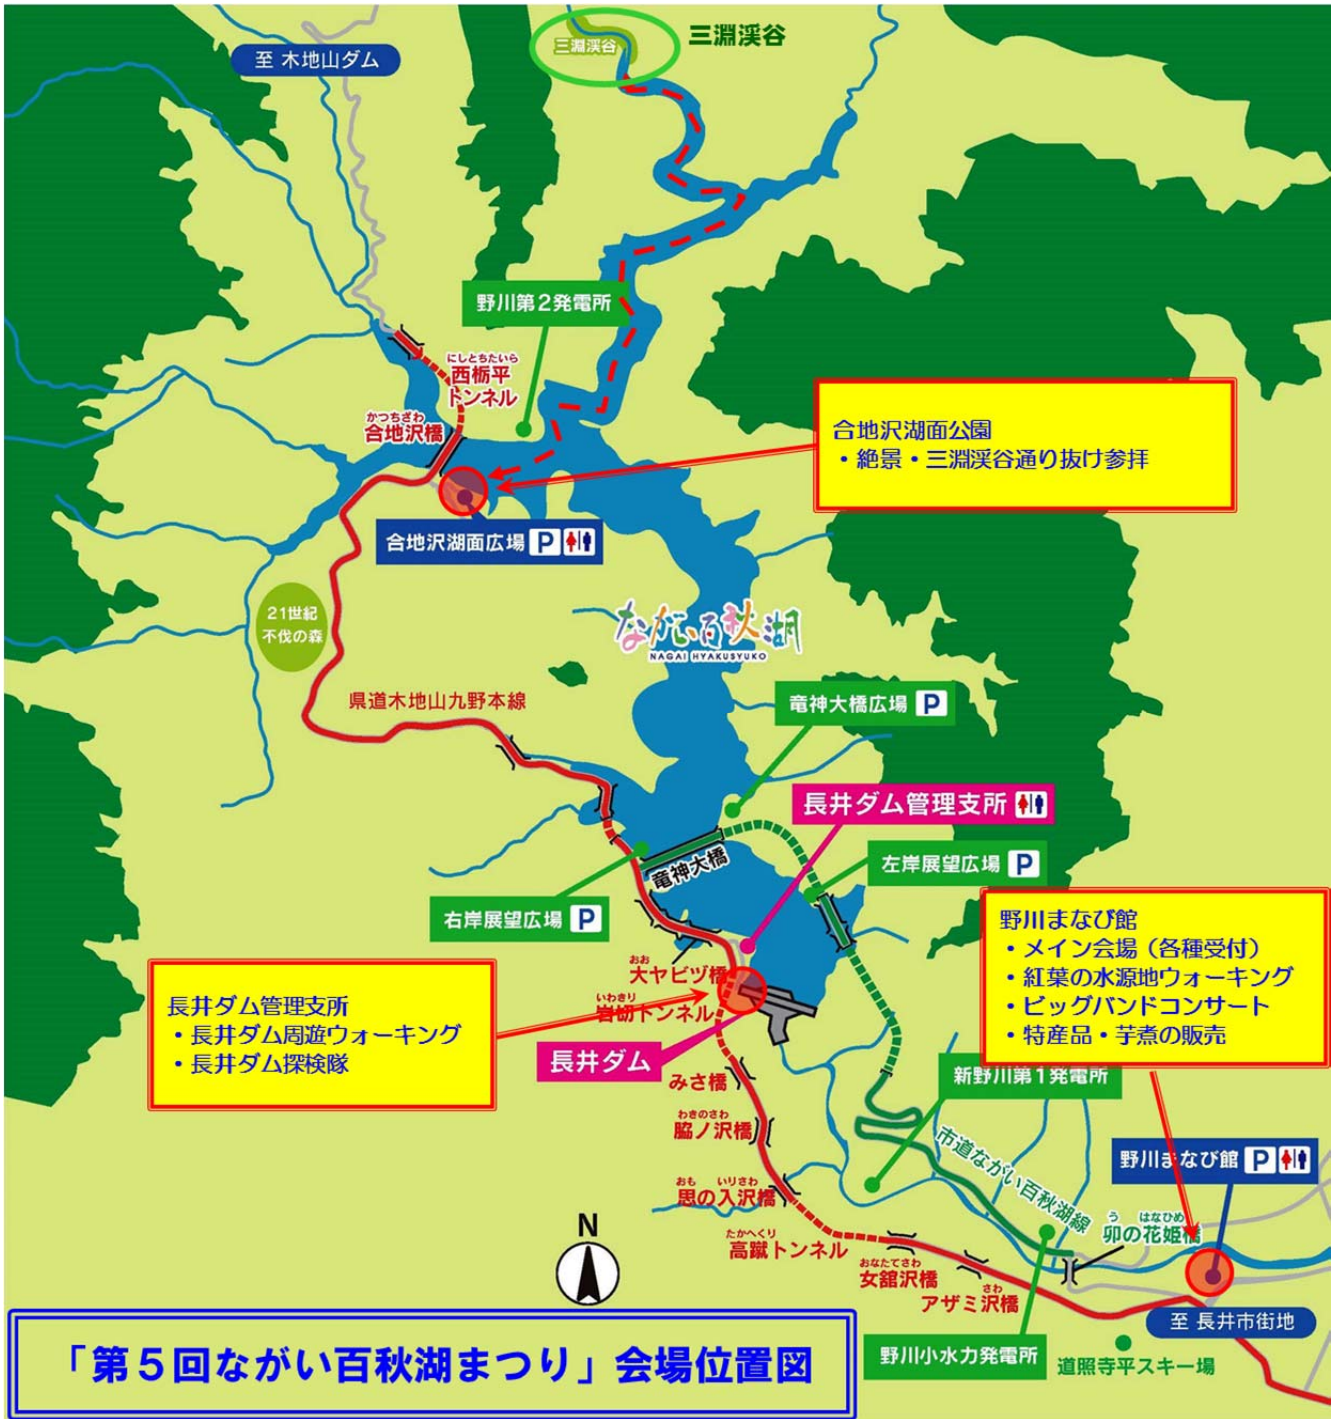 三淵渓谷
三淵渓谷
至 木地山ダム
野川第2発電所
にしとちたいら
西栃平
トンネル
かつちざわ
合地沢橋
合地沢湖面公園
・絶景・三淵渓谷通り抜け参拝
合地沢湖面広場 P
21世紀
不伐の森
ながい百秋湖
NAGAI HYAKUSYUKO
県道木地山九野本線
竜神大橋広場 P
長井ダム管理支所
竜神大橋
左岸展望広場 P
右岸展望広場 P
野川まなび館
・メイン会場(各種受付)
・紅葉の水源地ウォーキング
・ビッグバンドコンサート
・特産品・芋煮の販売
おお
大ヤビヅ橋
いわきり
岩切トンネル
長井ダム管理支所
・長井ダム周遊ウォーキング
・長井ダム探検隊
長井ダム
みさ橋
新野川第1発電所
わきのさわ
脇ノ沢橋
市道ながい百秋湖線
野川まなび館 P
おも いりさわ
思の入沢橋
う はなひめ
卯の花姫橋
N
たかへくり
高蹴トンネル
おなたてさわ
女舘沢橋
さわ
アザミ沢橋
至 長井市街地
野川小水力発電所
道照寺平スキー場
「第5回ながい百秋湖まつり」会場位置図